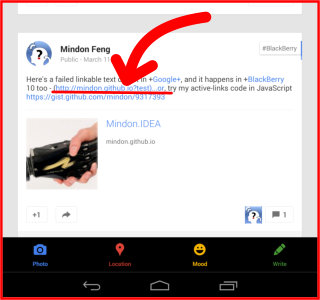 Mindon Feng
#BlackBerry
Public - March 11
Here's a failed linkable text in +Google+, and it happens in +BlackBerry
10 too - (http://mindon.github.io?test)...or, try my active-links code in JavaScript
https://gist.github.com/mindon/9317393
Mindon.IDEA
mindon.github.io
+1
1
Photo
Location
Mood
Write